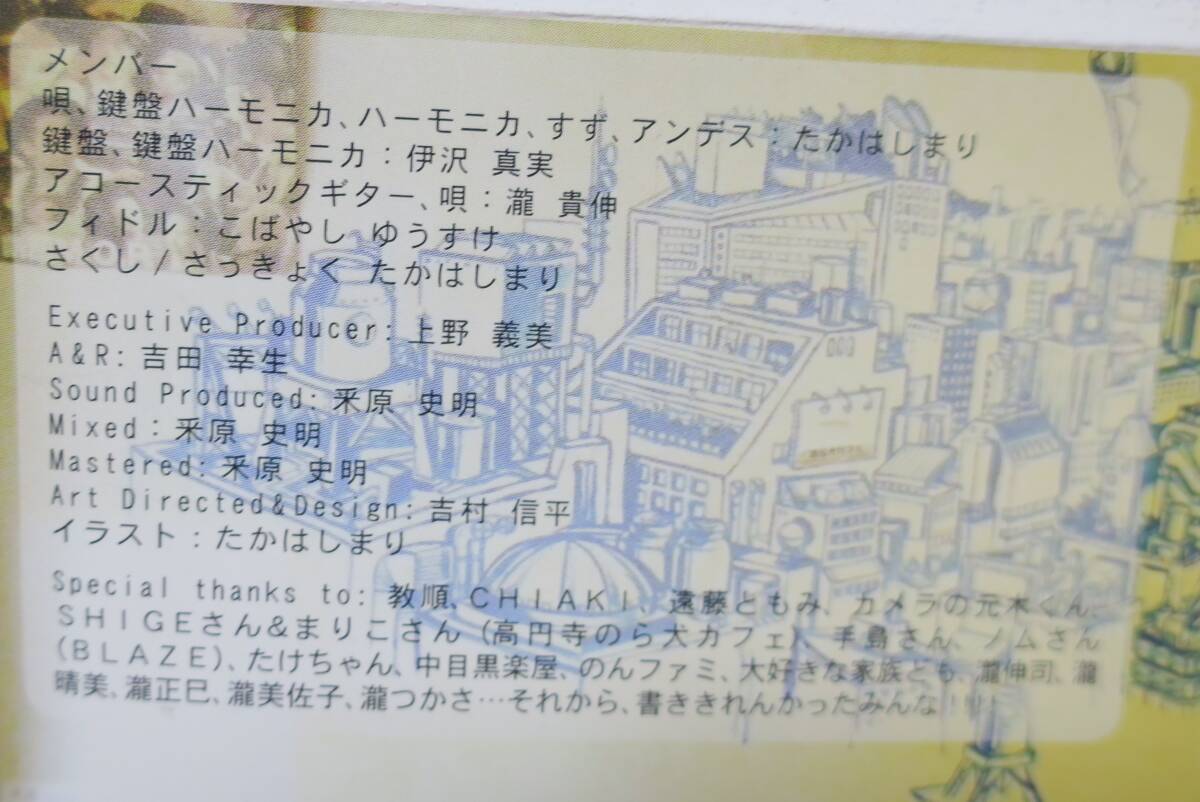 メンバー
唄、鍵盤ハーモニカ、ハーモニカ、すず、アンデス：たかはしまり
鍵盤、鍵盤ハーモニカ：伊沢 真実
アコースティックギター、唄：瀧 貴伸
フィドル：こばやし ゆうすけ
さくし/さっきょく たかはしまり
Executive Producer: 上野 義美
A&R: 吉田 幸生
Sound Produced: 釆原 史明
Mixed: 釆原 史明
Mastered: 釆原 史明
Art Directed&Design: 吉村 信平
イラスト：たかはしまり
Special thanks to: 教順、CHIAKI、遠藤ともみ、カメラの元木くん、
SHIGEさん&まりこさん (高円寺のら犬カフェ)、手島さん、ノムさん
(BLAZE)、たけちゃん、中目黒楽屋、のんファミ、大好きな家族とも、瀧伸司、瀧
晴美、瀧正巳、瀧美佐子、瀧つかさ…それから、書ききれんかったみんな!!!